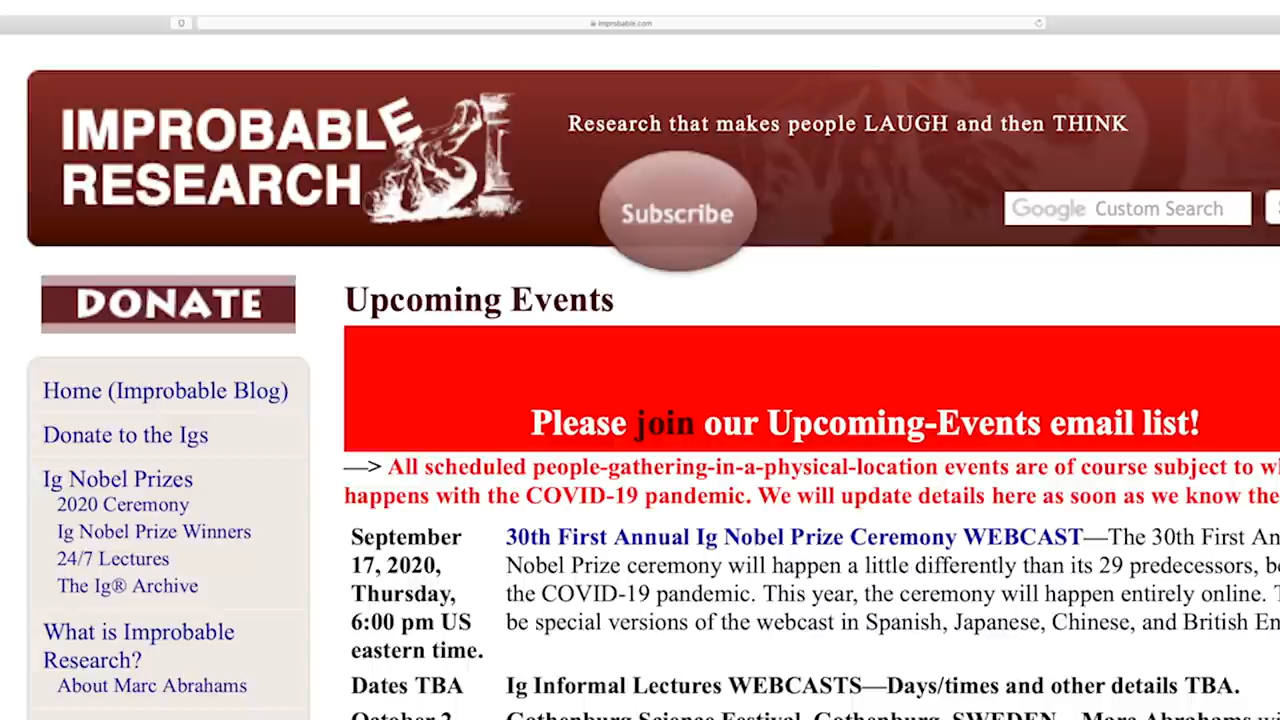 improbable.com
IMPROBABLE
RESEARCH
Research that makes people LAUGH and then THINK
Subscribe
Google Custom Search
DONATE
Upcoming Events
Please join our Upcoming-Events email list!
—> All scheduled people-gathering-in-a-physical-location events are of course subject to
happens with the COVID-19 pandemic. We will update details here as soon as we know
Home (Improbable Blog)
Donate to the Igs
Ig Nobel Prizes
2020 Ceremony
Ig Nobel Prize Winners
24/7 Lectures
The Ig® Archive
What is Improbable
Research?
About Marc Abrahams
September
17, 2020,
Thursday,
6:00 pm US
eastern time.
30th First Annual Ig Nobel Prize Ceremony WEBCAST—The 30th First
Nobel Prize ceremony will happen a little differently than its 29 predecessors,
the COVID-19 pandemic. This year, the ceremony will happen entirely online.
be special versions of the webcast in Spanish, Japanese, Chinese, and British
Dates TBA
Ig Informal Lectures WEBCASTS—Days/times and other details TBA.